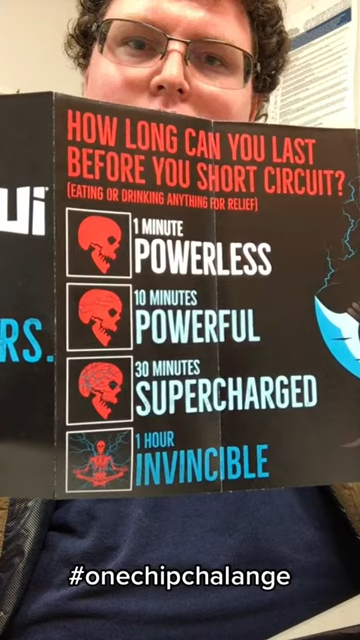 HOW LONG CAN YOU LAST
BEFORE YOU SHORT CIRCUIT?
(EATING OR DRINKING ANYTHING FOR RELIEF)
1 MINUTE
POWERLESS
10 MINUTES
POWERFUL
30 MINUTES
SUPERCHARGED
1 HOUR
INVINCIBLE
RS.
#onechipchalange